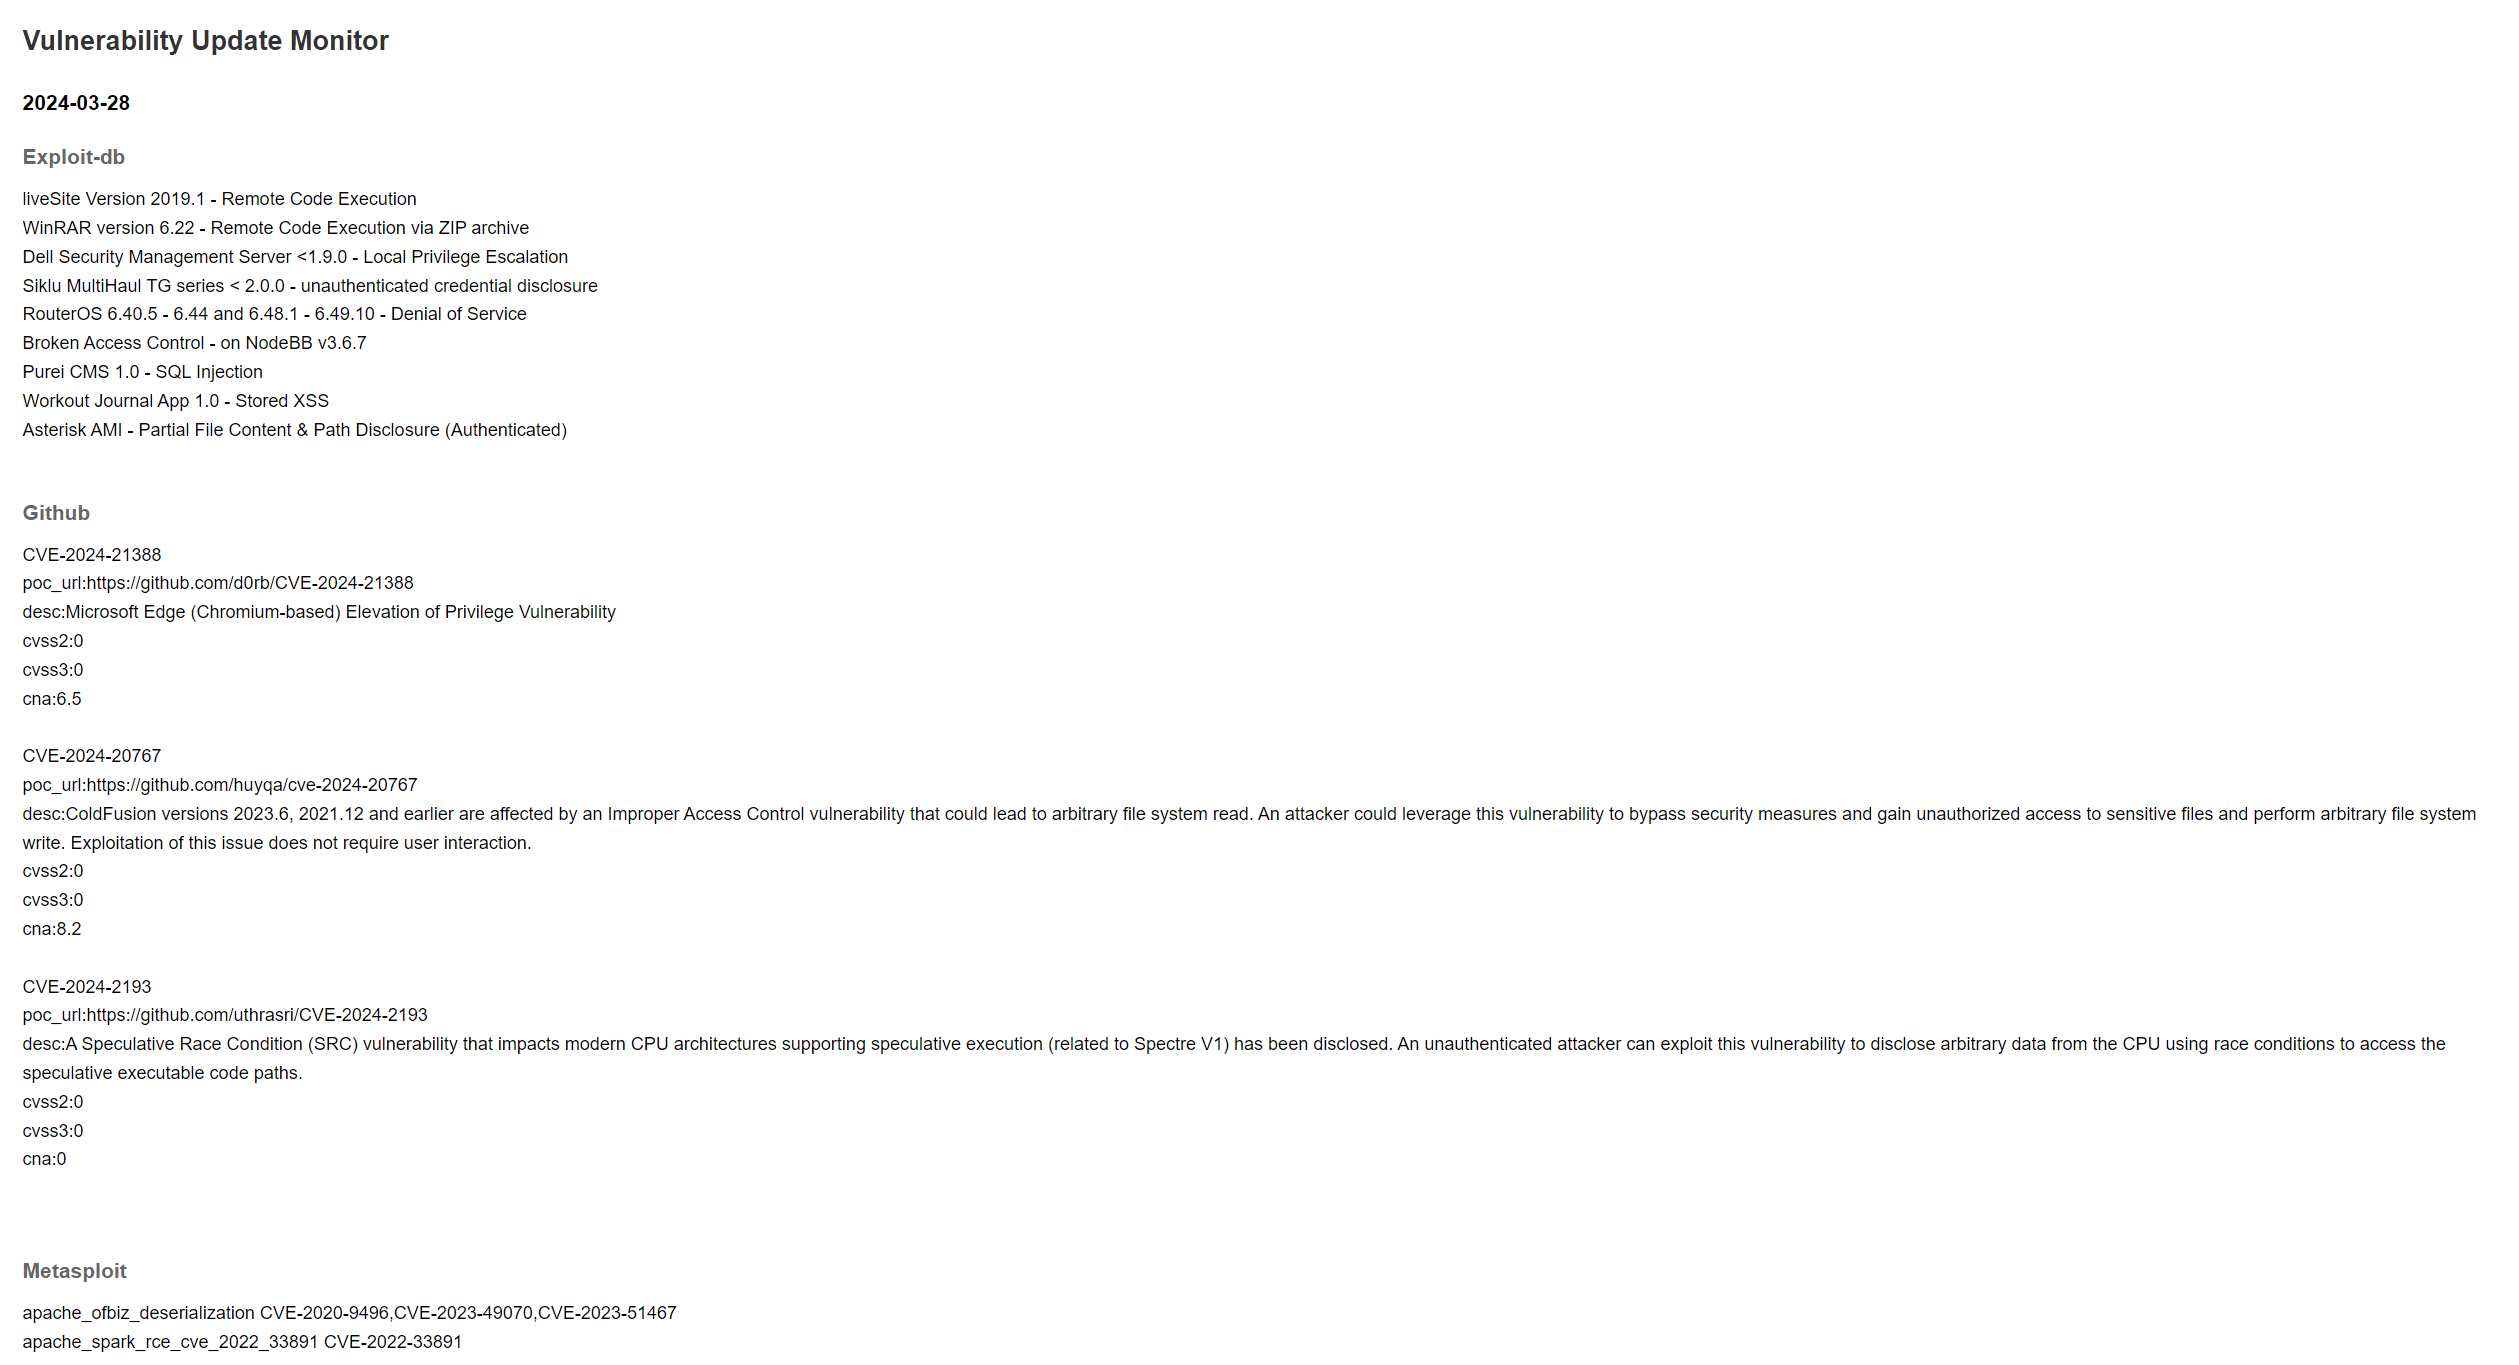 Vulnerability Update Monitor
2024-03-28
Exploit-db
liveSite Version 2019.1 - Remote Code Execution
WinRAR version 6.22 - Remote Code Execution via ZIP archive
Dell Security Management Server <1.9.0 - Local Privilege Escalation
Siklu MultiHaul TG series < 2.0.0 - unauthenticated credential disclosure
RouterOS 6.40.5 - 6.44 and 6.48.1 - 6.49.10 - Denial of Service
Broken Access Control - on NodeBB v3.6.7
Purei CMS 1.0 - SQL Injection
Workout Journal App 1.0 - Stored XSS
Asterisk AMI - Partial File Content & Path Disclosure (Authenticated)
Github
CVE-2024-21388
poc_url:https://github.com/d0rb/CVE-2024-21388
desc:Microsoft Edge (Chromium-based) Elevation of Privilege Vulnerability
cvss2:0
cvss3:0
cna:6.5
CVE-2024-20767
poc_url:https://github.com/huyqa/cve-2024-20767
desc:ColdFusion versions 2023.6, 2021.12 and earlier are affected by an Improper Access Control vulnerability that could lead to arbitrary file system read. An attacker could leverage this vulnerability to bypass security measures and gain unauthorized access to sensitive files and perform arbitrary file system
write. Exploitation of this issue does not require user interaction.
cvss2:0
cvss3:0
cna:8.2
CVE-2024-2193
poc_url:https://github.com/uthrasri/CVE-2024-2193
desc:A Speculative Race Condition (SRC) vulnerability that impacts modern CPU architectures supporting speculative execution (related to Spectre V1) has been disclosed. An unauthenticated attacker can exploit this vulnerability to disclose arbitrary data from the CPU using race conditions to access the
speculative executable code paths.
cvss2:0
cvss3:0
cna:0
Metasploit
apache_ofbiz_deserialization CVE-2020-9496,CVE-2023-49070,CVE-2023-51467
apache_spark_rce_cve_2022_33891 CVE-2022-33891